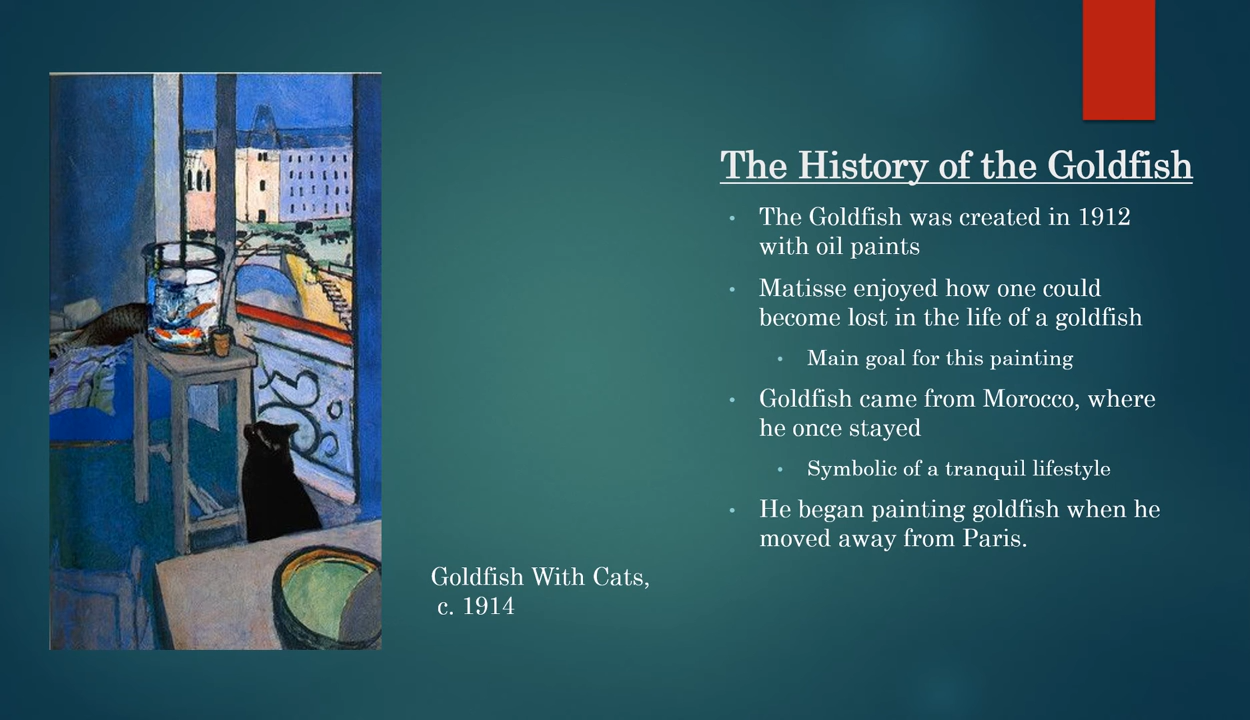 The History of the Goldfish
• The Goldfish was created in 1912
with oil paints
• Matisse enjoyed how one could
become lost in the life of a goldfish
• Main goal for this painting
• Goldfish came from Morocco, where
he once stayed
• Symbolic of a tranquil lifestyle
• He began painting goldfish when he
moved away from Paris.
Goldfish With Cats,
c. 1914